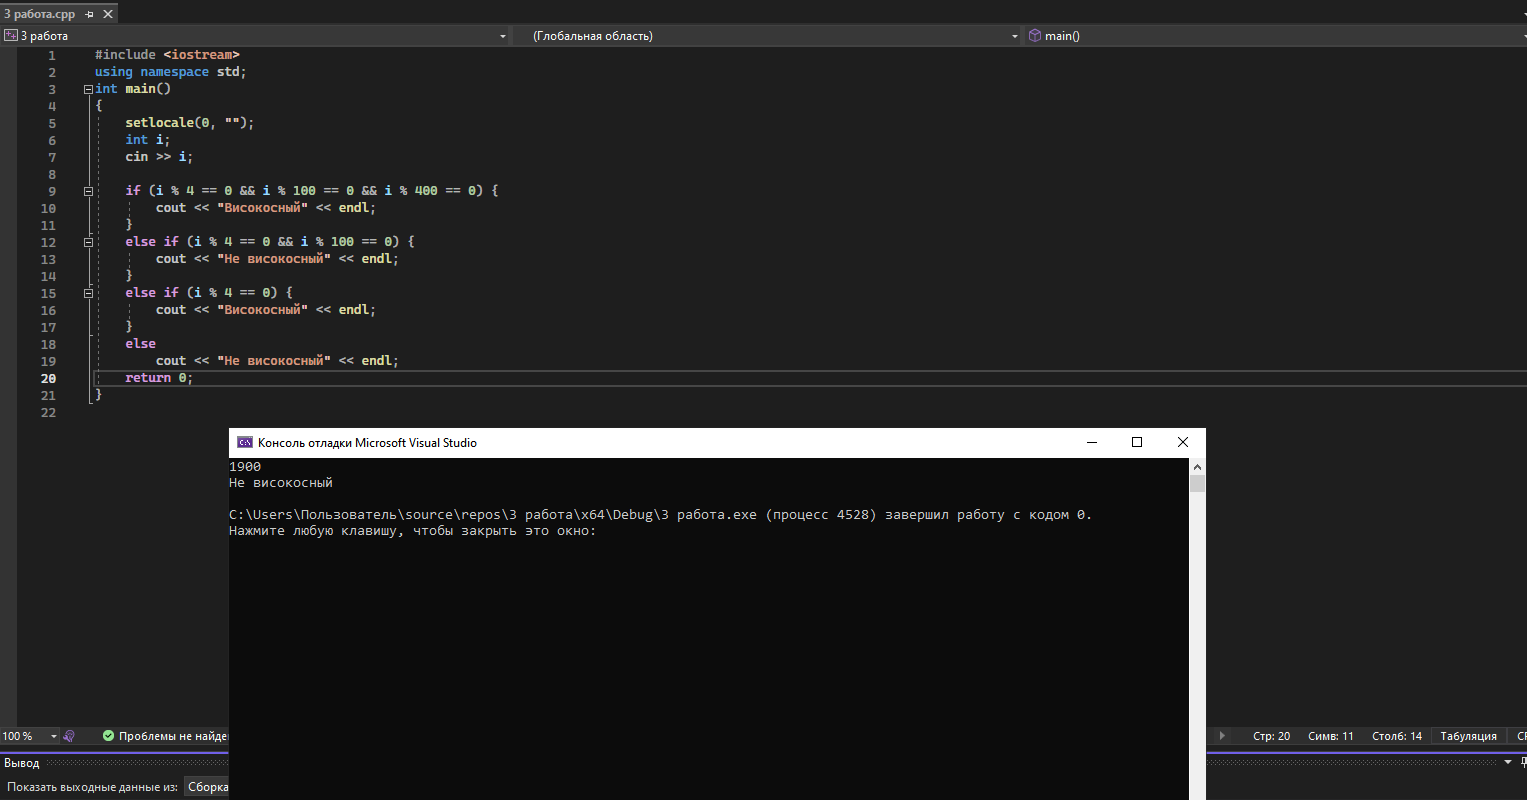 3 работа.cpp
3 работа
(Глобальная область)
main()
1 #include <iostream>
2 using namespace std;
3 int main()
4 {
5 setlocale(0, "");
6 int i;
7 cin >> i;
8
9 if (i % 4 == 0 && i % 100 == 0 && i % 400 == 0) {
10 cout << "Високосный" << endl;
11 }
12 else if (i % 4 == 0 && i % 100 == 0) {
13 cout << "Не високосный" << endl;
14 }
15 else if (i % 4 == 0) {
16 cout << "Високосный" << endl;
17 }
18 else
19 cout << "Не високосный" << endl;
20 return 0;
21 }
22
Консоль отладки Microsoft Visual Studio
1900
Не високосный
C:\Users\Пользователь\source\repos\3 работа\x64\Debug\3 работа.exe (процесс 4528) завершил работу с кодом 0.
Нажмите любую клавишу, чтобы закрыть это окно:
100 %
Проблемы не найде
Стр: 20
Симв: 11
Столб: 14
Табуляция
Вывод
Показать выходные данные из:
Сборка